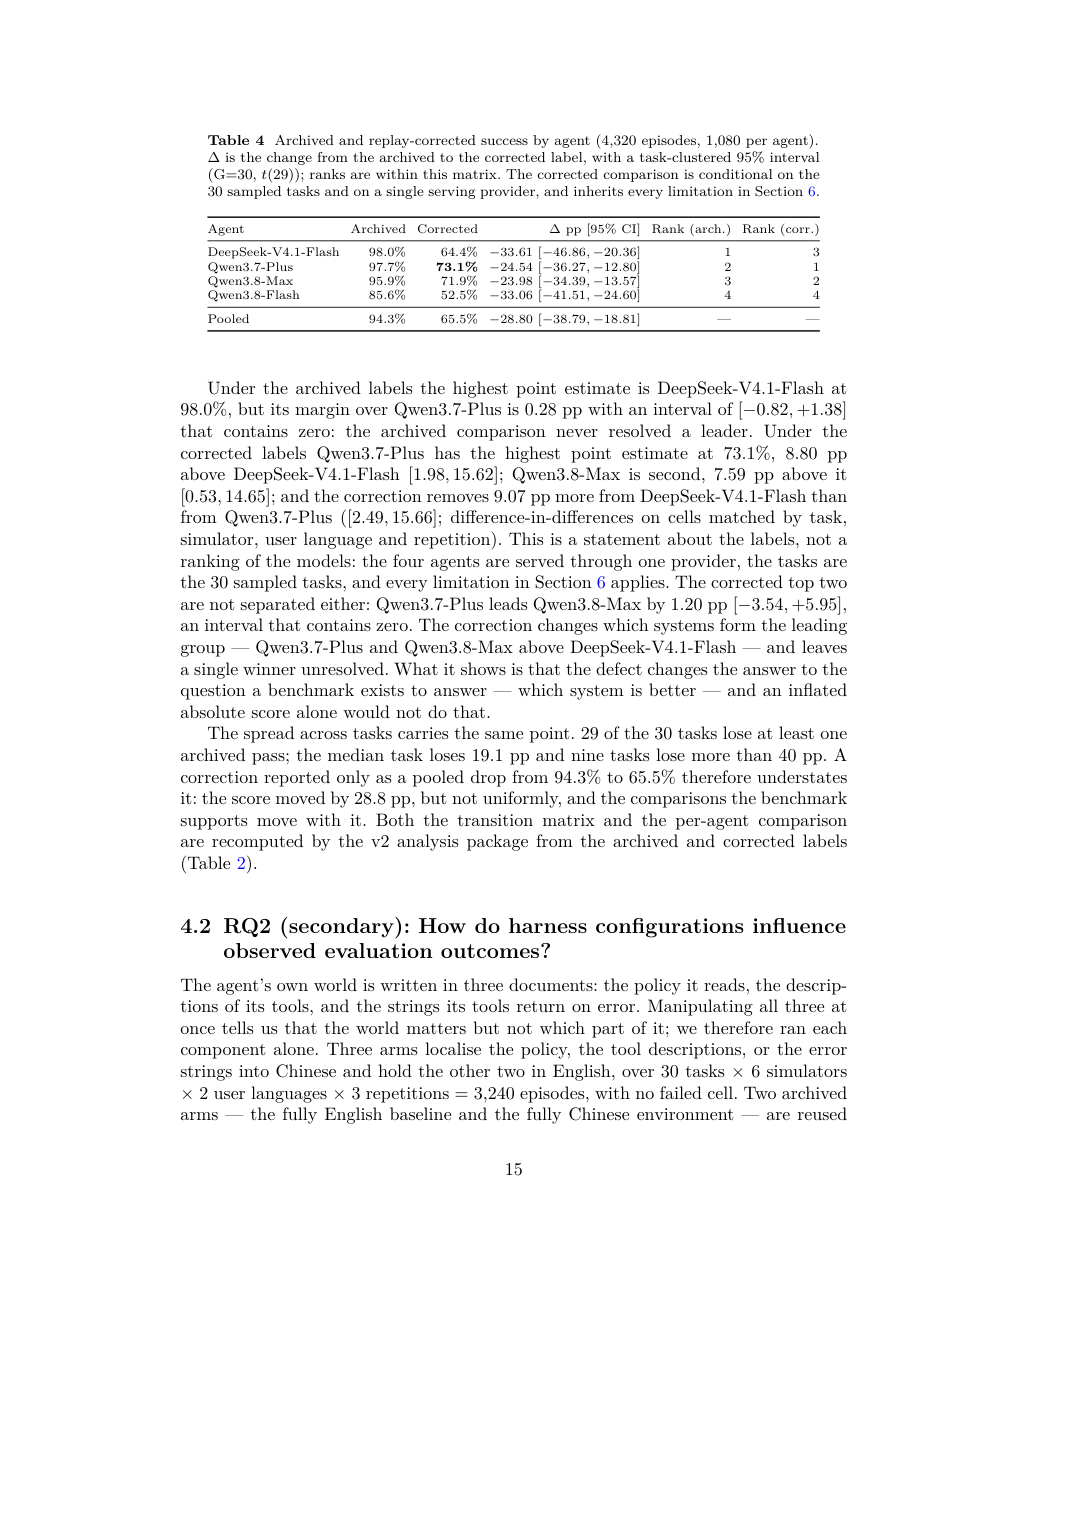 Table 4 Archived and replay-corrected success by agent (4,320 episodes, 1,080 per agent).
Δ is the change from the archived to the corrected label, with a task-clustered 95% interval
(G=30, t(29)); ranks are within this matrix. The corrected comparison is conditional on the
30 sampled tasks and on a single serving provider, and inherits every limitation in Section 6.
Agent Archived Corrected Δ pp [95% CI] Rank (arch.) Rank (corr.)
DeepSeek-V4.1-Flash 98.0% 64.4% −33.61 [−46.86, −20.36] 1 3
Qwen3.7-Plus 97.7% 73.1% −24.54 [−36.27, −12.80] 2 1
Qwen3.8-Max 95.9% 71.9% −23.98 [−34.39, −13.57] 3 2
Qwen3.8-Flash 85.6% 52.5% −33.06 [−41.51, −24.60] 4 4
Pooled 94.3% 65.5% −28.80 [−38.79, −18.81] — —
Under the archived labels the highest point estimate is DeepSeek-V4.1-Flash at
98.0%, but its margin over Qwen3.7-Plus is 0.28 pp with an interval of [−0.82, +1.38]
that contains zero: the archived comparison never resolved a leader. Under the
corrected labels Qwen3.7-Plus has the highest point estimate at 73.1%, 8.80 pp
above DeepSeek-V4.1-Flash [1.98, 15.62]; Qwen3.8-Max is second, 7.59 pp above it
[0.53, 14.65]; and the correction removes 9.07 pp more from DeepSeek-V4.1-Flash than
from Qwen3.7-Plus ([2.49, 15.66]; difference-in-differences on cells matched by task,
simulator, user language and repetition). This is a statement about the labels, not a
ranking of the models: the four agents are served through one provider, the tasks are
the 30 sampled tasks, and every limitation in Section 6 applies. The corrected top two
are not separated either: Qwen3.7-Plus leads Qwen3.8-Max by 1.20 pp [−3.54, +5.95],
an interval that contains zero. The correction changes which systems form the leading
group — Qwen3.7-Plus and Qwen3.8-Max above DeepSeek-V4.1-Flash — and leaves
a single winner unresolved. What it shows is that the defect changes the answer to the
question a benchmark exists to answer — which system is better — and an inflated
absolute score alone would not do that.
The spread across tasks carries the same point. 29 of the 30 tasks lose at least one
archived pass; the median task loses 19.1 pp and nine tasks lose more than 40 pp. A
correction reported only as a pooled drop from 94.3% to 65.5% therefore understates
it: the score moved by 28.8 pp, but not uniformly, and the comparisons the benchmark
supports move with it. Both the transition matrix and the per-agent comparison
are recomputed by the v2 analysis package from the archived and corrected labels
(Table 2).
4.2 RQ2 (secondary): How do harness configurations influence
observed evaluation outcomes?
The agent's own world is written in three documents: the policy it reads, the descrip-
tions of its tools, and the strings its tools return on error. Manipulating all three at
once tells us that the world matters but not which part of it; we therefore ran each
component alone. Three arms localise the policy, the tool descriptions, or the error
strings into Chinese and hold the other two in English, over 30 tasks × 6 simulators
× 2 user languages × 3 repetitions = 3,240 episodes, with no failed cell. Two archived
arms — the fully English baseline and the fully Chinese environment — are reused
15